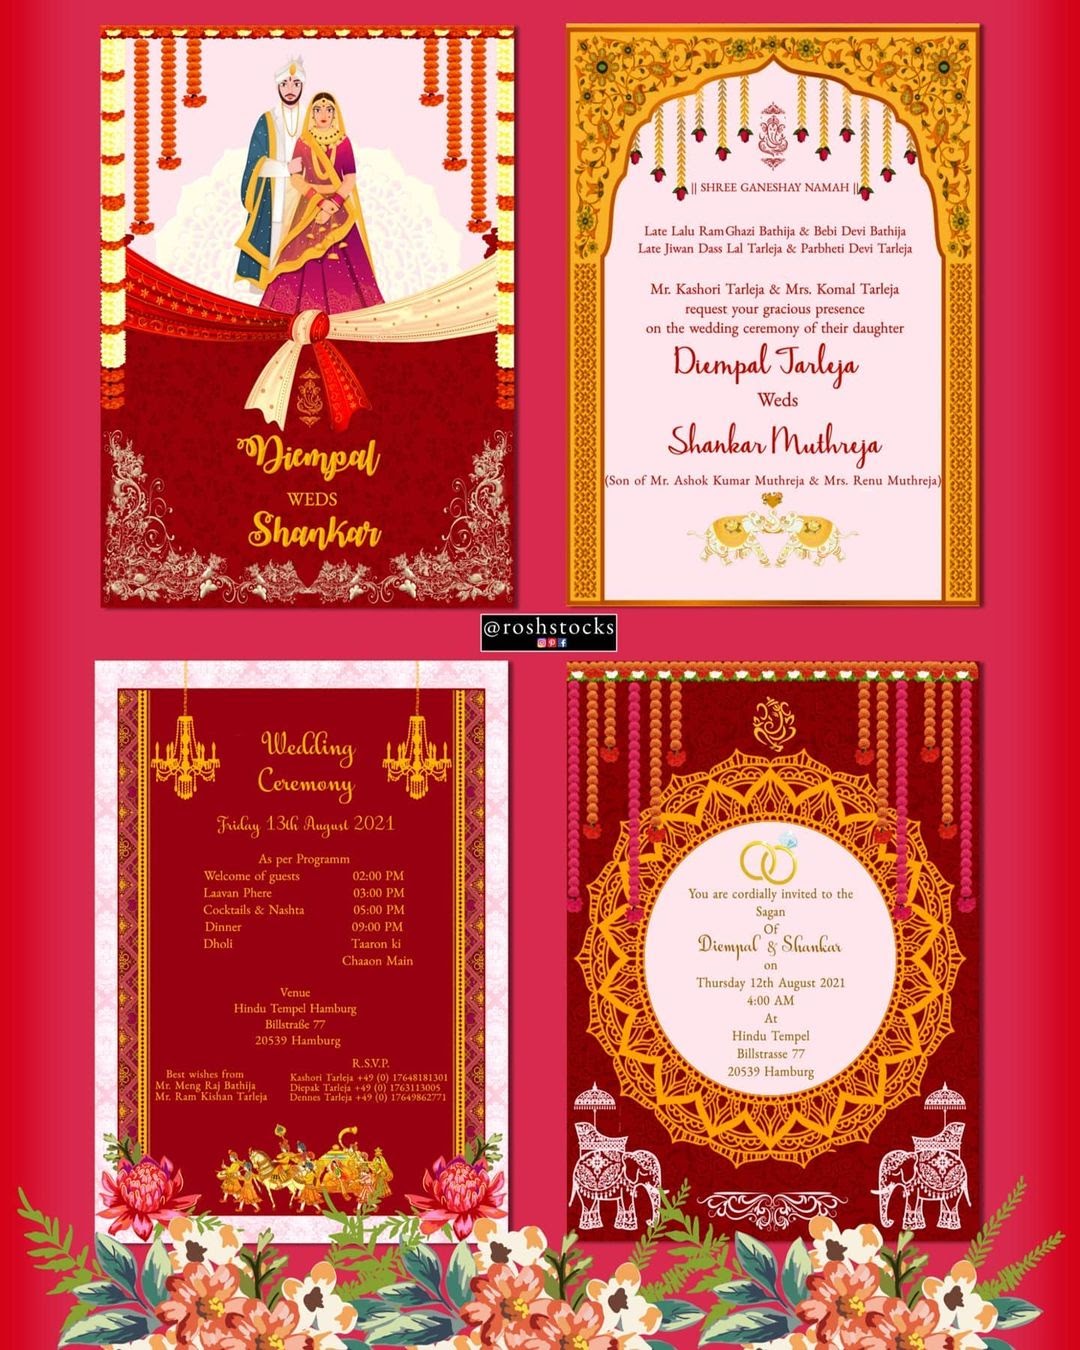 Diempal
WEDS
Shankar
|| SHREE GANESHAY NAMAH ||
Late Lalu Ram Ghazi Bathija & Bebi Devi Bathija
Late Jiwan Dass Lal Tarleja & Parbheti Devi Tarleja
Mr. Kashori Tarleja & Mrs. Komal Tarleja
request your gracious presence
on the wedding ceremony of their daughter
Diempal Tarleja
Weds
Shankar Muthreja
(Son of Mr. Ashok Kumar Muthreja & Mrs. Renu Muthreja)
@roshstocks
Wedding
Ceremony
Friday 13th August 2021
As per Programm
Welcome of guests 02:00 PM
Laavan Phere 03:00 PM
Cocktails & Nashta 05:00 PM
Dinner 09:00 PM
Dholi Taaron ki
Chaaon Main
Venue
Hindu Tempel Hamburg
Billstraße 77
20539 Hamburg
Best wishes from
Mr. Meng Raj Bathija
Mr. Ram Kishan Tarleja
R.S.V.P.
Kashori Tarleja +49 (0) 17648181301
Diepak Tarleja +49 (0) 1763113005
Dennes Tarleja +49 (0) 17649862771
You are cordially invited to the
Sagan
Of
Diempal & Shankar
on
Thursday 12th August 2021
4:00 AM
At
Hindu Tempel
Billstrasse 77
20539 Hamburg